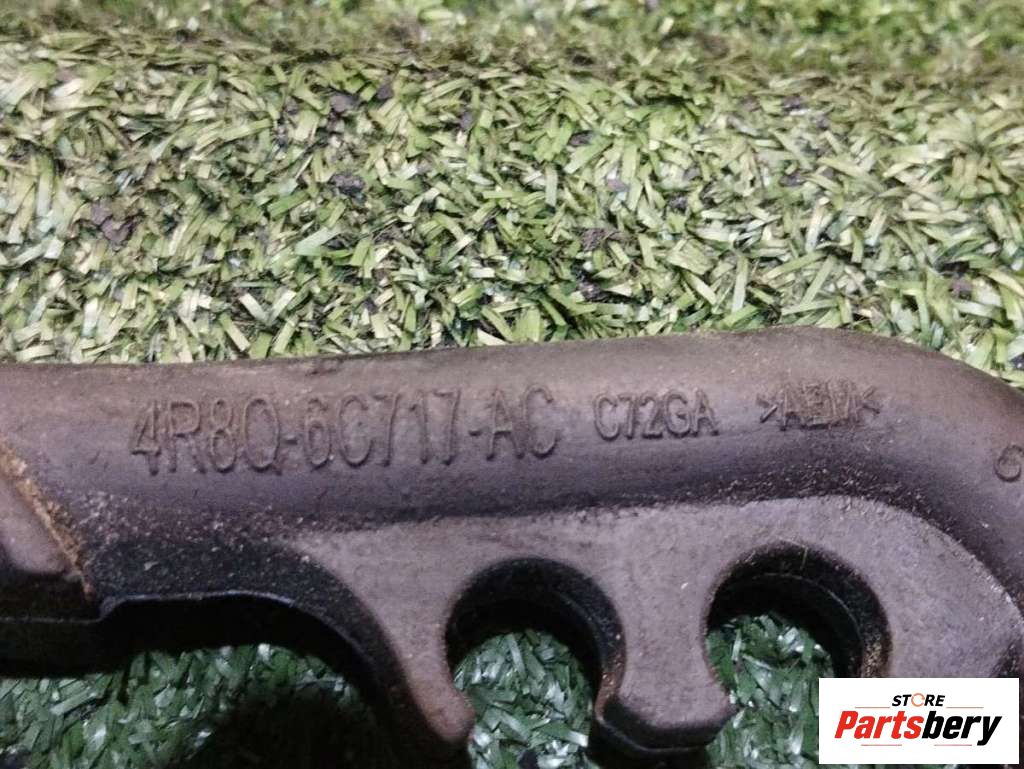 4R8Q-6C717-AC C72GA >AEM<
STORE
Partsbery